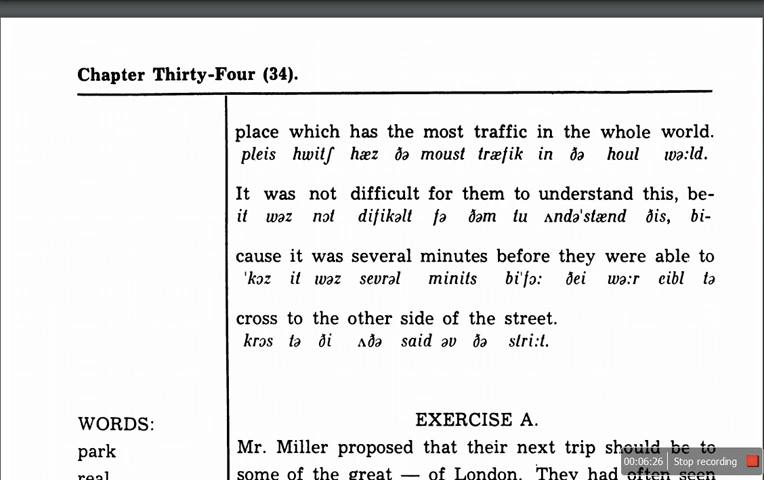 Chapter Thirty-Four (34).
place which has the most traffic in the whole world.
pleis hwitʃ hæz ðə moust træfik in ðə houl wə:ld.
It was not difficult for them to understand this, be-
it wəz nɔt difikəlt fə ðəm tu ʌndə'stænd ðis, bi-
cause it was several minutes before they were able to
'kɔz it wəz sevrəl minits bi'fɔ: ðei wə:r eibl tə
cross to the other side of the street.
krɔs tə ði ʌðə said əv ðə stri:t.
WORDS:
park
real
EXERCISE A.
Mr. Miller proposed that their next trip should be to
some of the great — of London. They had often seen
00:06:26 Stop recording